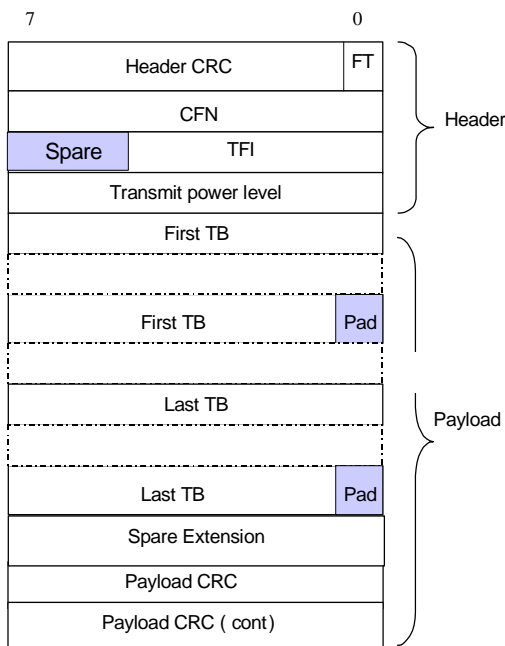 7 0
Header CRC FT
CFN
Spare TFI
Transmit power level
Header
First TB
First TB Pad
Last TB
Payload
Last TB Pad
Spare Extension
Payload CRC
Payload CRC ( cont)